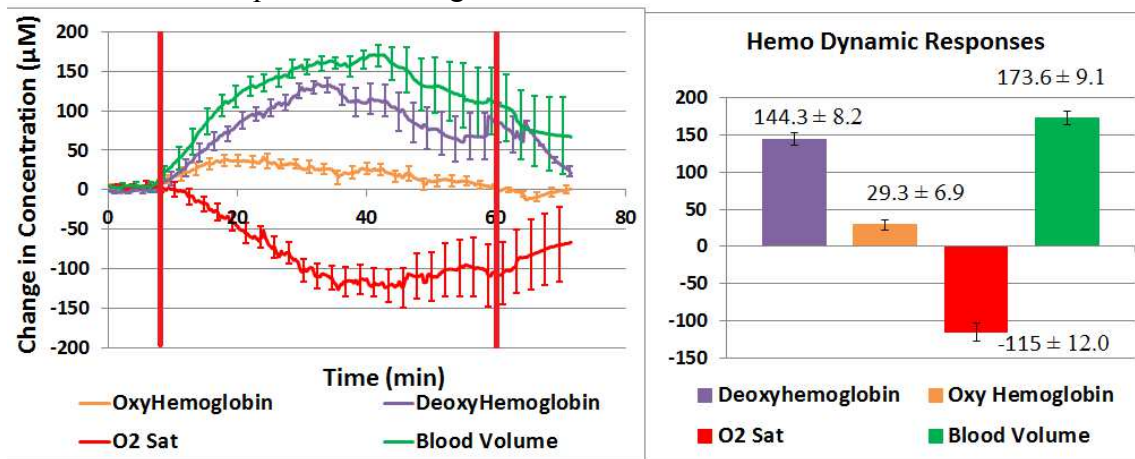 200
150
100
50
0
-50
-100
-150
-200
Change in Concentration (µM)
0 20 40 60 80
Time (min)
OxyHemoglobin DeoxyHemoglobin
O2 Sat Blood Volume
Hemo Dynamic Responses
173.6 ± 9.1
144.3 ± 8.2
29.3 ± 6.9
-115 ± 12.0
200
150
100
50
0
-50
-100
-150
Deoxyhemoglobin Oxy Hemoglobin
O2 Sat Blood Volume